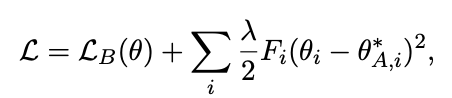 ℒ = ℒ_B(θ) + ∑_i λ/2 F_i(θ_i − θ*_{A,i})²,